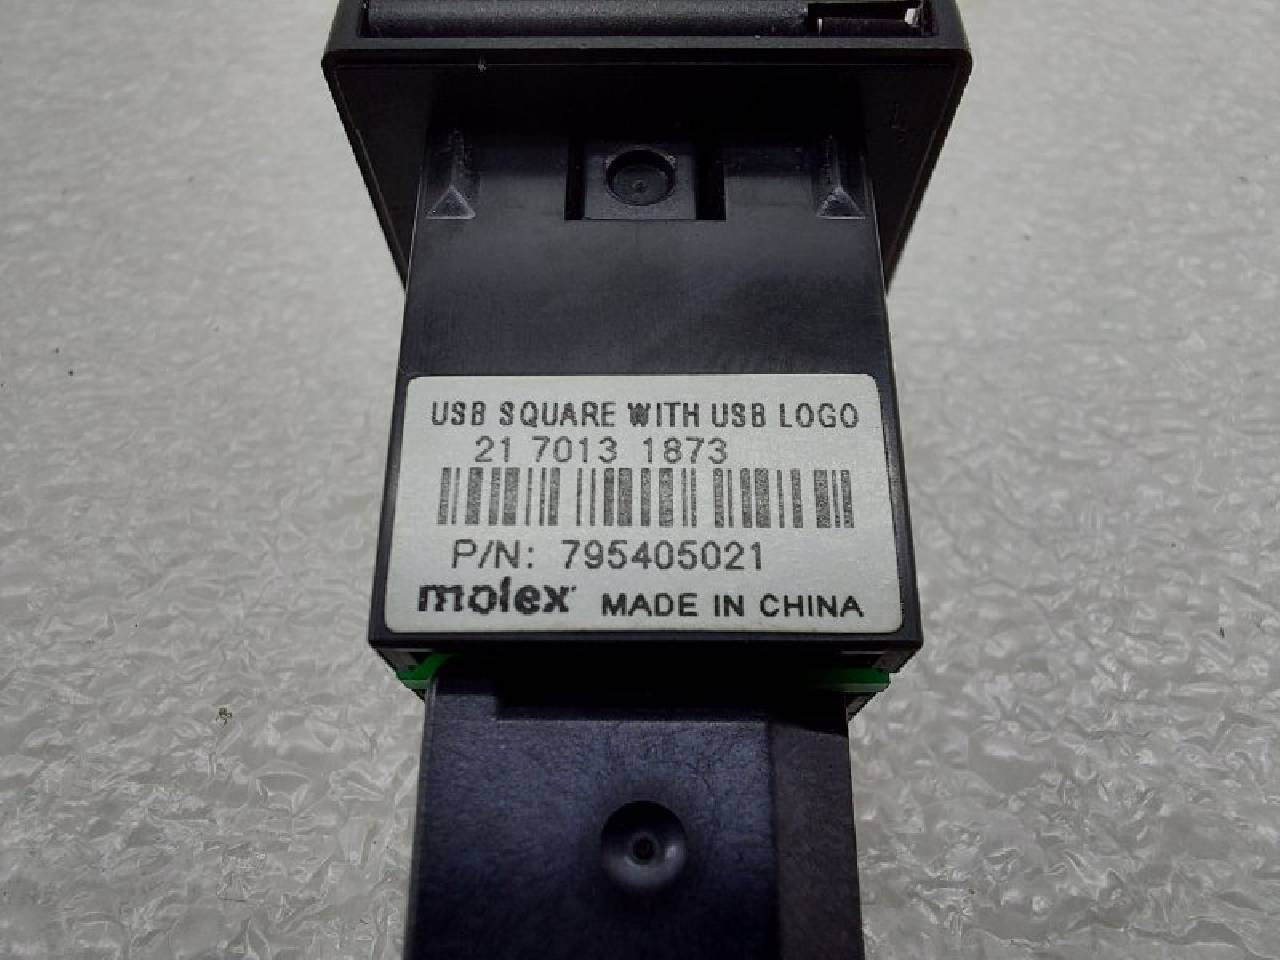 USB SQUARE WITH USB LOGO
21 7013 1873
P/N: 795405021
molex MADE IN CHINA